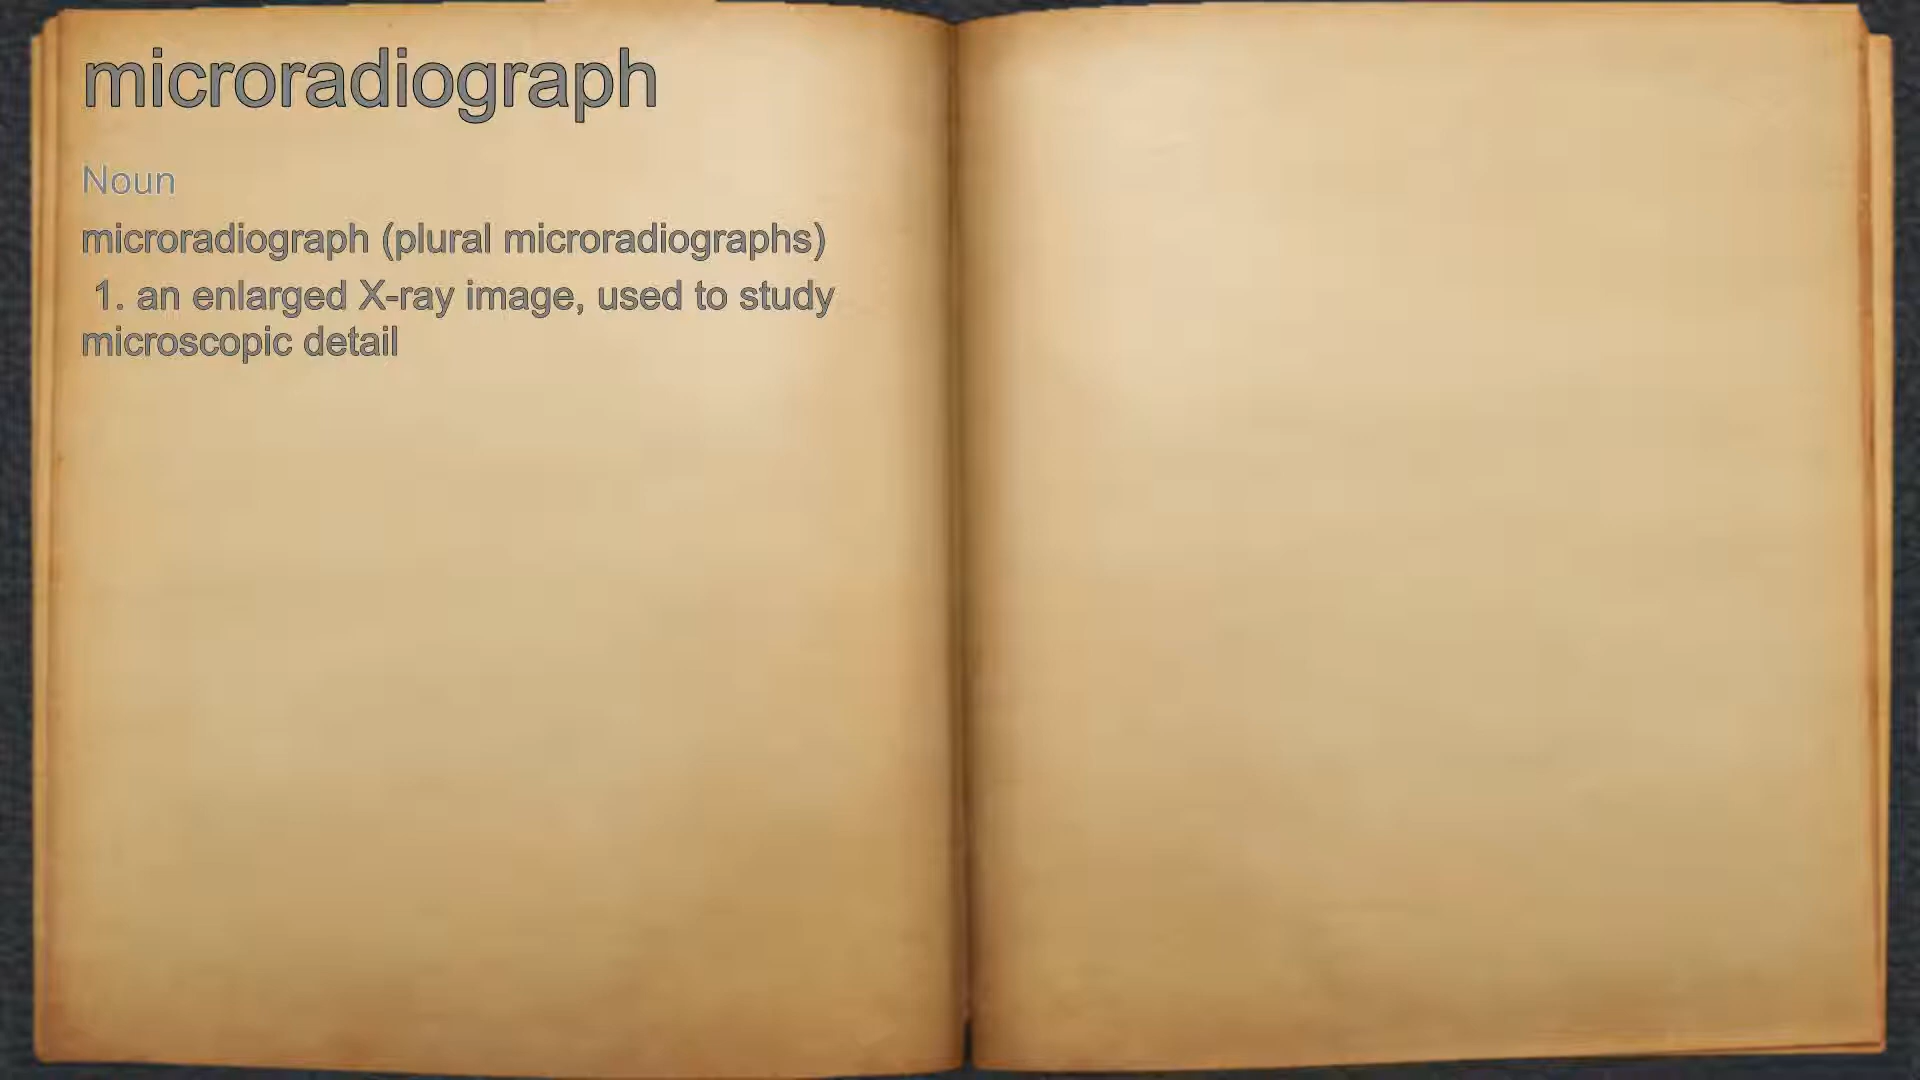 microradiograph
Noun
microradiograph (plural microradiographs)
1. an enlarged X-ray image, used to study
microscopic detail